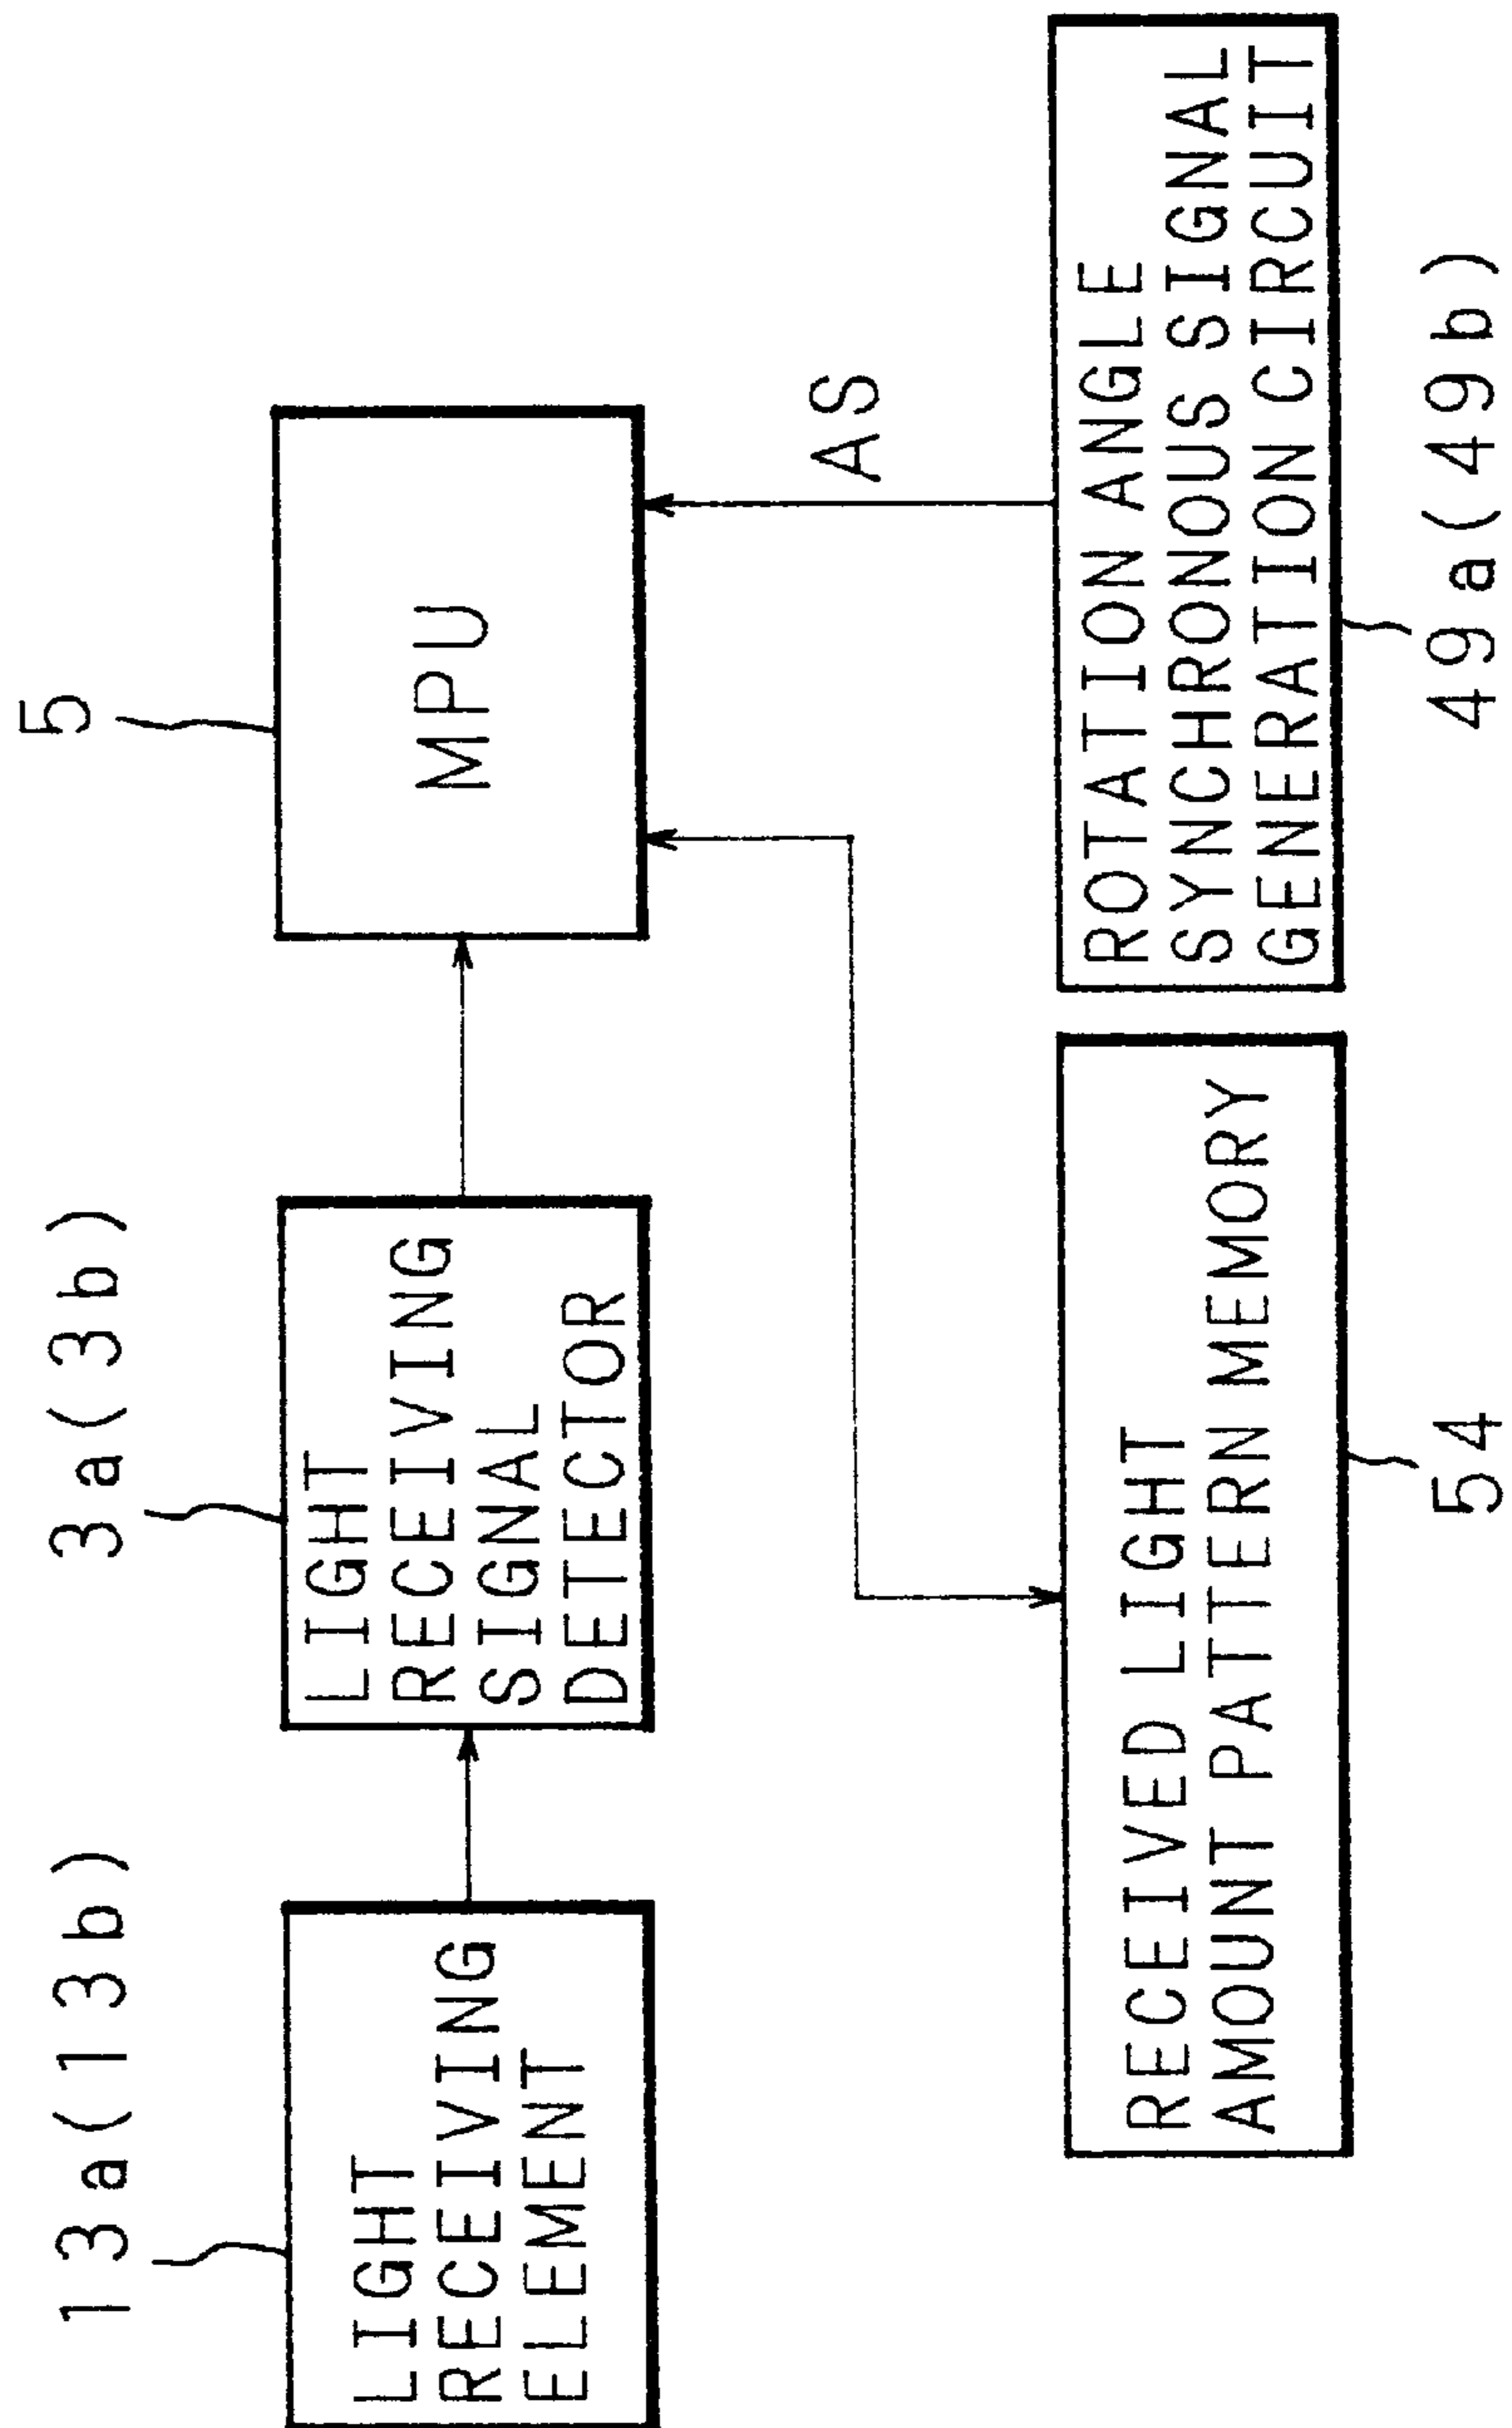 13a(13b)
LIGHT
RECEIVING
ELEMENT
3a(3b)
LIGHT
RECEIVING
SIGNAL
DETECTOR
5
MPU
AS
RECEIVED LIGHT
AMOUNT PATTERN MEMORY
54
ROTATION ANGLE
SYNCHRONOUS SIGNAL
GENERATION CIRCUIT
49a(49b)